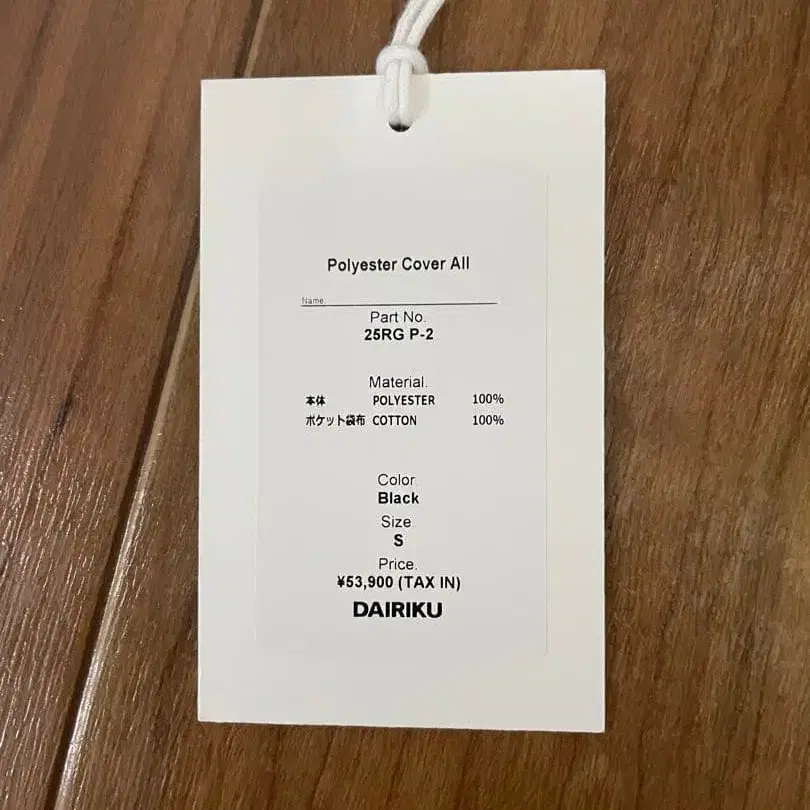 Polyester Cover All
Name.
Part No.
25RG P-2
Material.
本体 POLYESTER 100%
ポケット袋布 COTTON 100%
Color.
Black
Size.
S
Price.
¥53,900 (TAX IN)
DAIRIKU